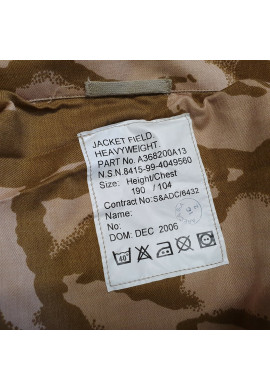 JACKET FIELD.
HEAVYWEIGHT.
PART No. A368200A13
N.S.N. 8415-99-4049560
Size: Height/Chest
190 / 104
Contract No: S&ADC/6432
Name:
No:
DOM: DEC 2006
40